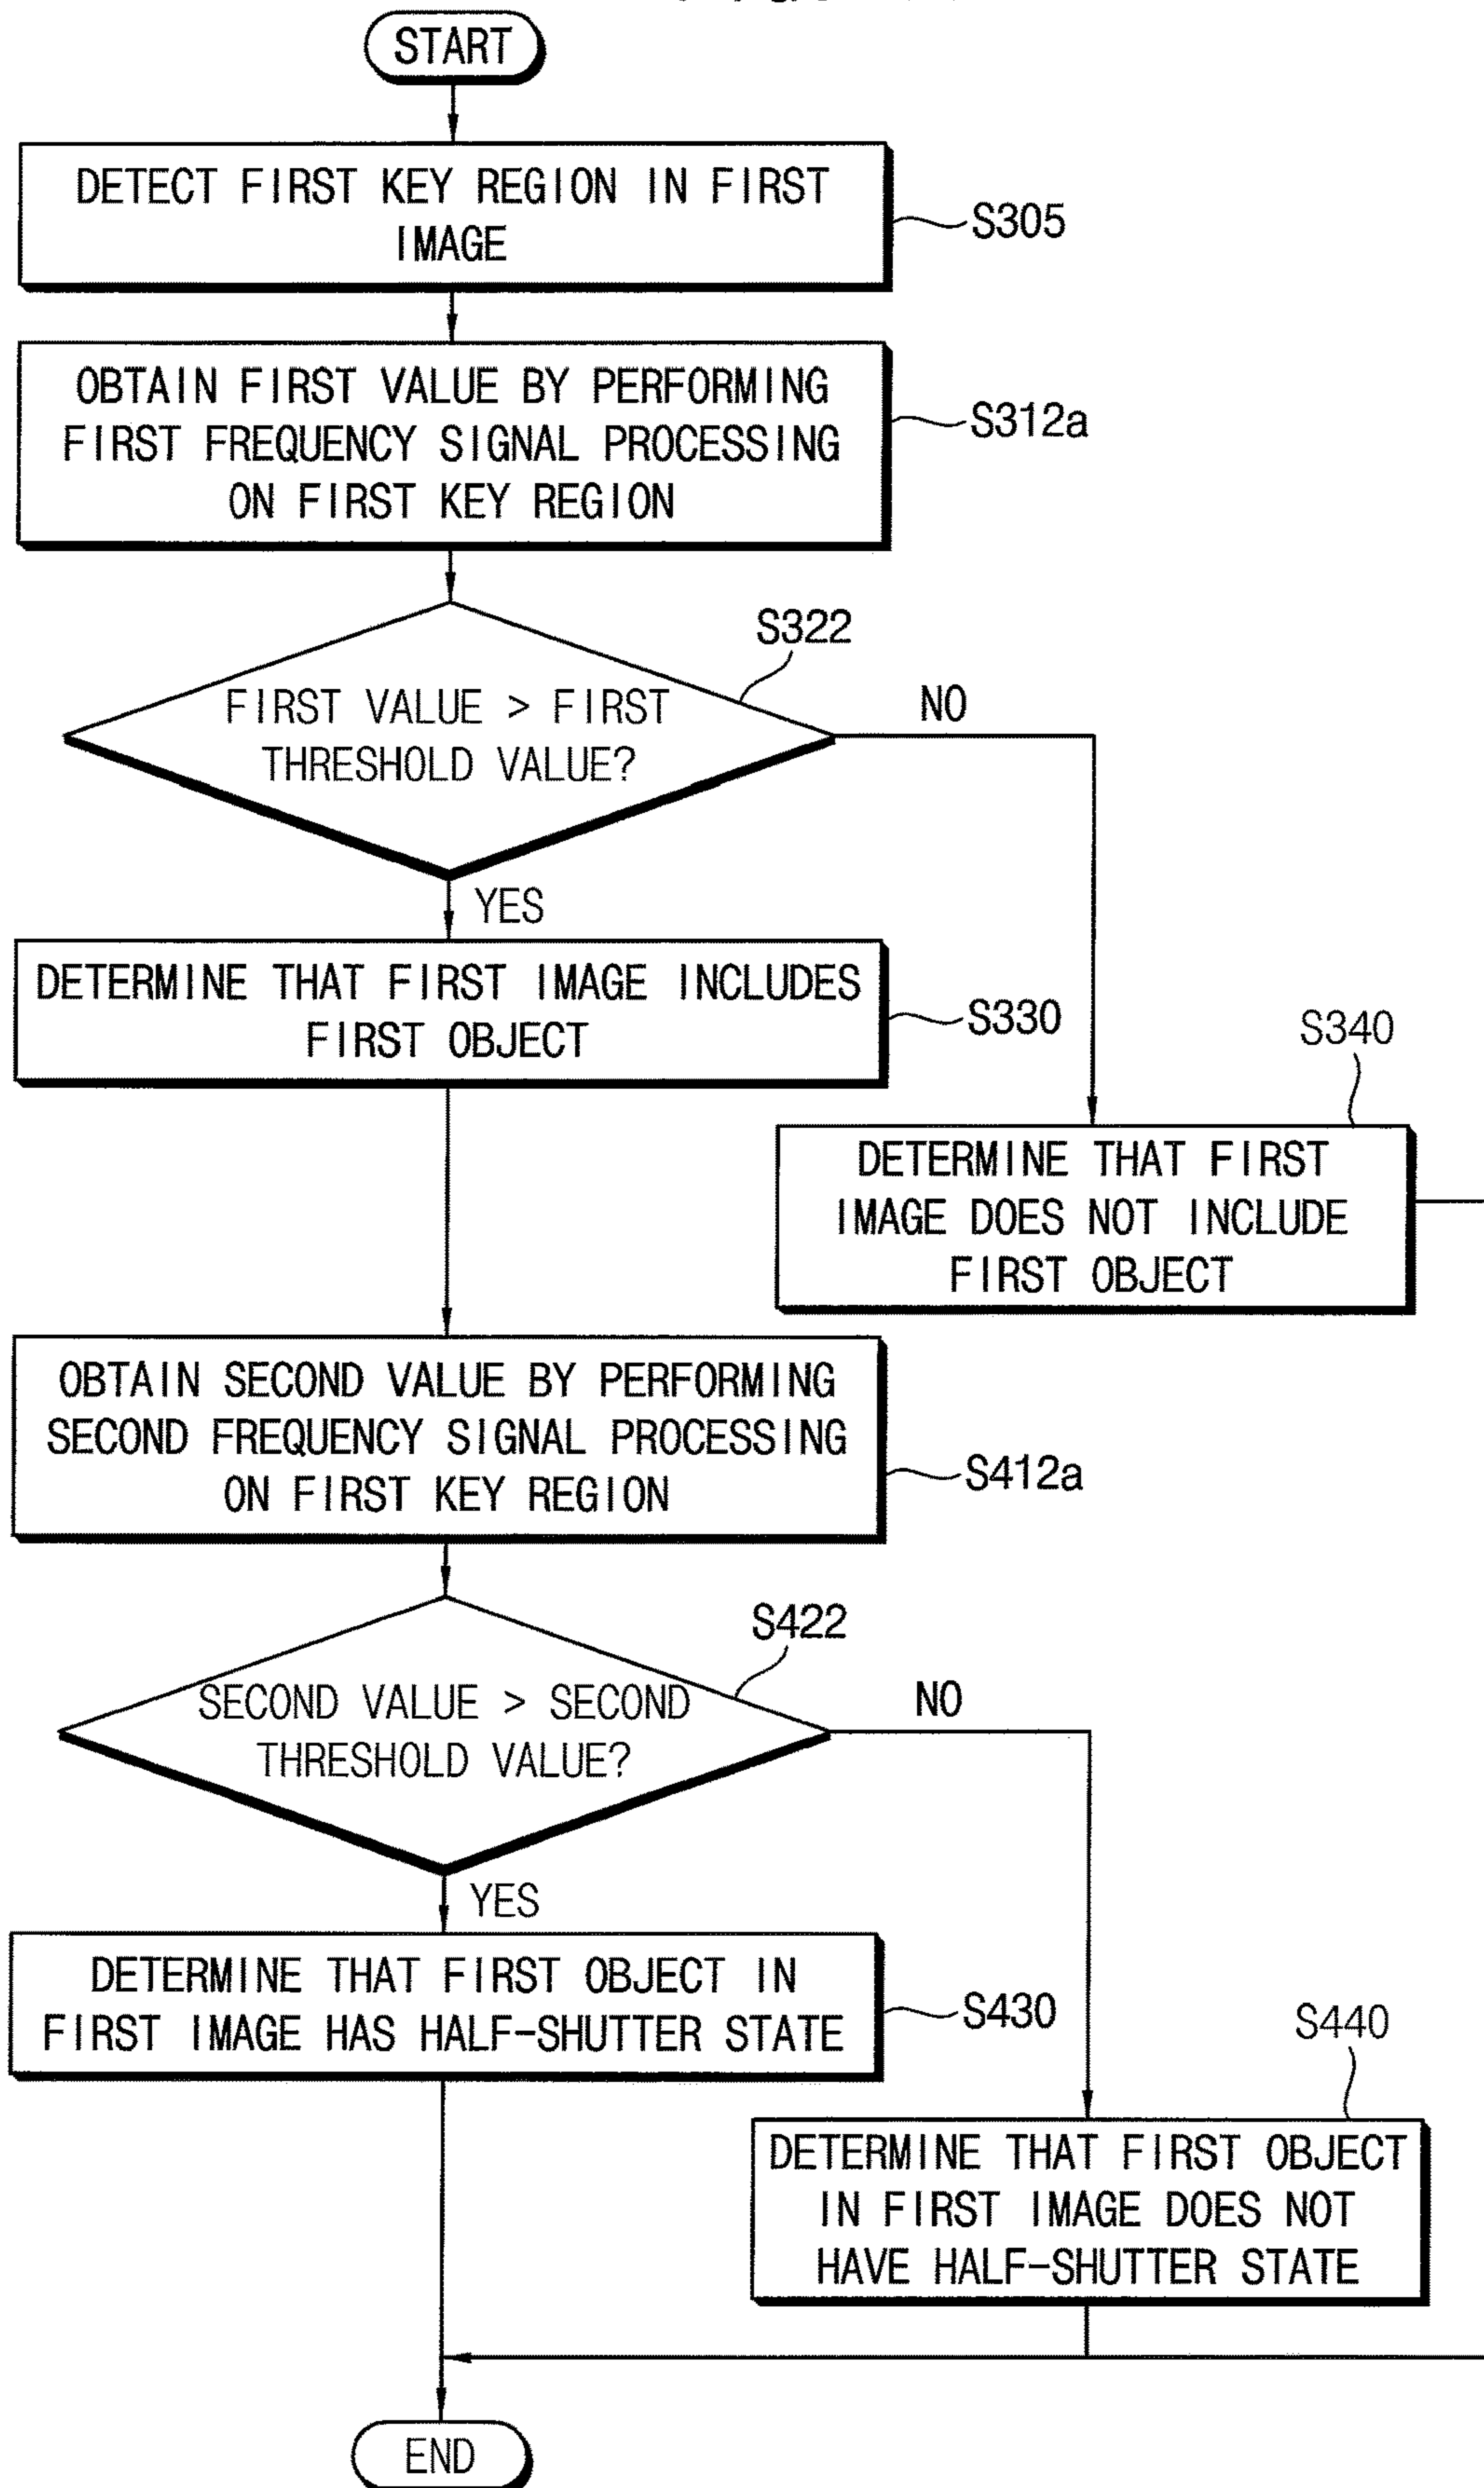 START
DETECT FIRST KEY REGION IN FIRST
IMAGE
S305
OBTAIN FIRST VALUE BY PERFORMING
FIRST FREQUENCY SIGNAL PROCESSING
ON FIRST KEY REGION
S312a
S322
FIRST VALUE > FIRST
THRESHOLD VALUE?
NO
YES
DETERMINE THAT FIRST IMAGE INCLUDES
FIRST OBJECT
S330
S340
DETERMINE THAT FIRST
IMAGE DOES NOT INCLUDE
FIRST OBJECT
OBTAIN SECOND VALUE BY PERFORMING
SECOND FREQUENCY SIGNAL PROCESSING
ON FIRST KEY REGION
S412a
S422
SECOND VALUE > SECOND
THRESHOLD VALUE?
NO
YES
DETERMINE THAT FIRST OBJECT IN
FIRST IMAGE HAS HALF-SHUTTER STATE
S430
S440
DETERMINE THAT FIRST OBJECT
IN FIRST IMAGE DOES NOT
HAVE HALF-SHUTTER STATE
END